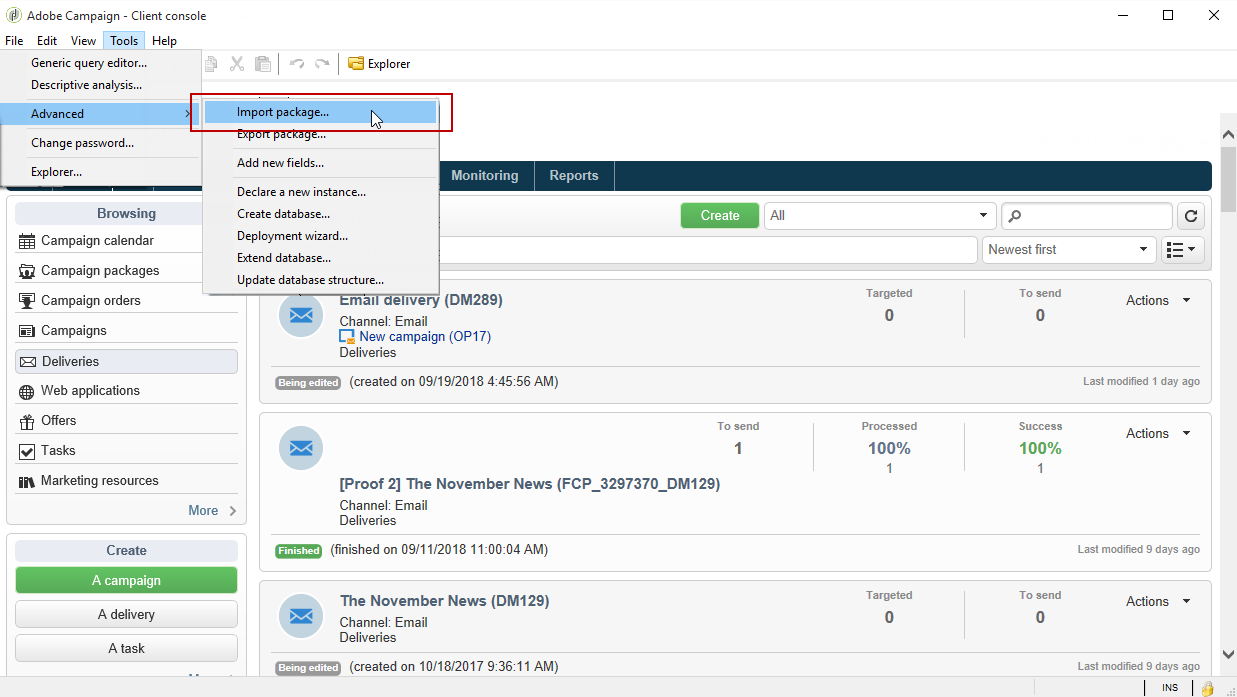 Adobe Campaign - Client console
File Edit View Tools Help
Generic query editor...
Descriptive analysis...
Advanced
Change password...
Explorer...
Explorer
Import package...
Export package...
Add new fields...
Declare a new instance...
Create database...
Deployment wizard...
Extend database...
Update database structure...
Monitoring Reports
Browsing
Campaign calendar
Campaign packages
Campaign orders
Campaigns
Deliveries
Web applications
Offers
Tasks
Marketing resources
More
Create
A campaign
A delivery
A task
Create All
Newest first
Email delivery (DM289)
Channel: Email
New campaign (OP17)
Deliveries
Targeted
0
To send
0
Actions
Being edited (created on 09/19/2018 4:45:56 AM)
Last modified 1 day ago
To send
1
Processed
100%
1
Success
100%
1
Actions
[Proof 2] The November News (FCP_3297370_DM129)
Channel: Email
Deliveries
Finished (finished on 09/11/2018 11:00:04 AM)
Last modified 9 days ago
The November News (DM129)
Channel: Email
Deliveries
Targeted
0
To send
0
Actions
Being edited (created on 10/18/2017 9:36:11 AM)
Last modified 9 days ago
INS